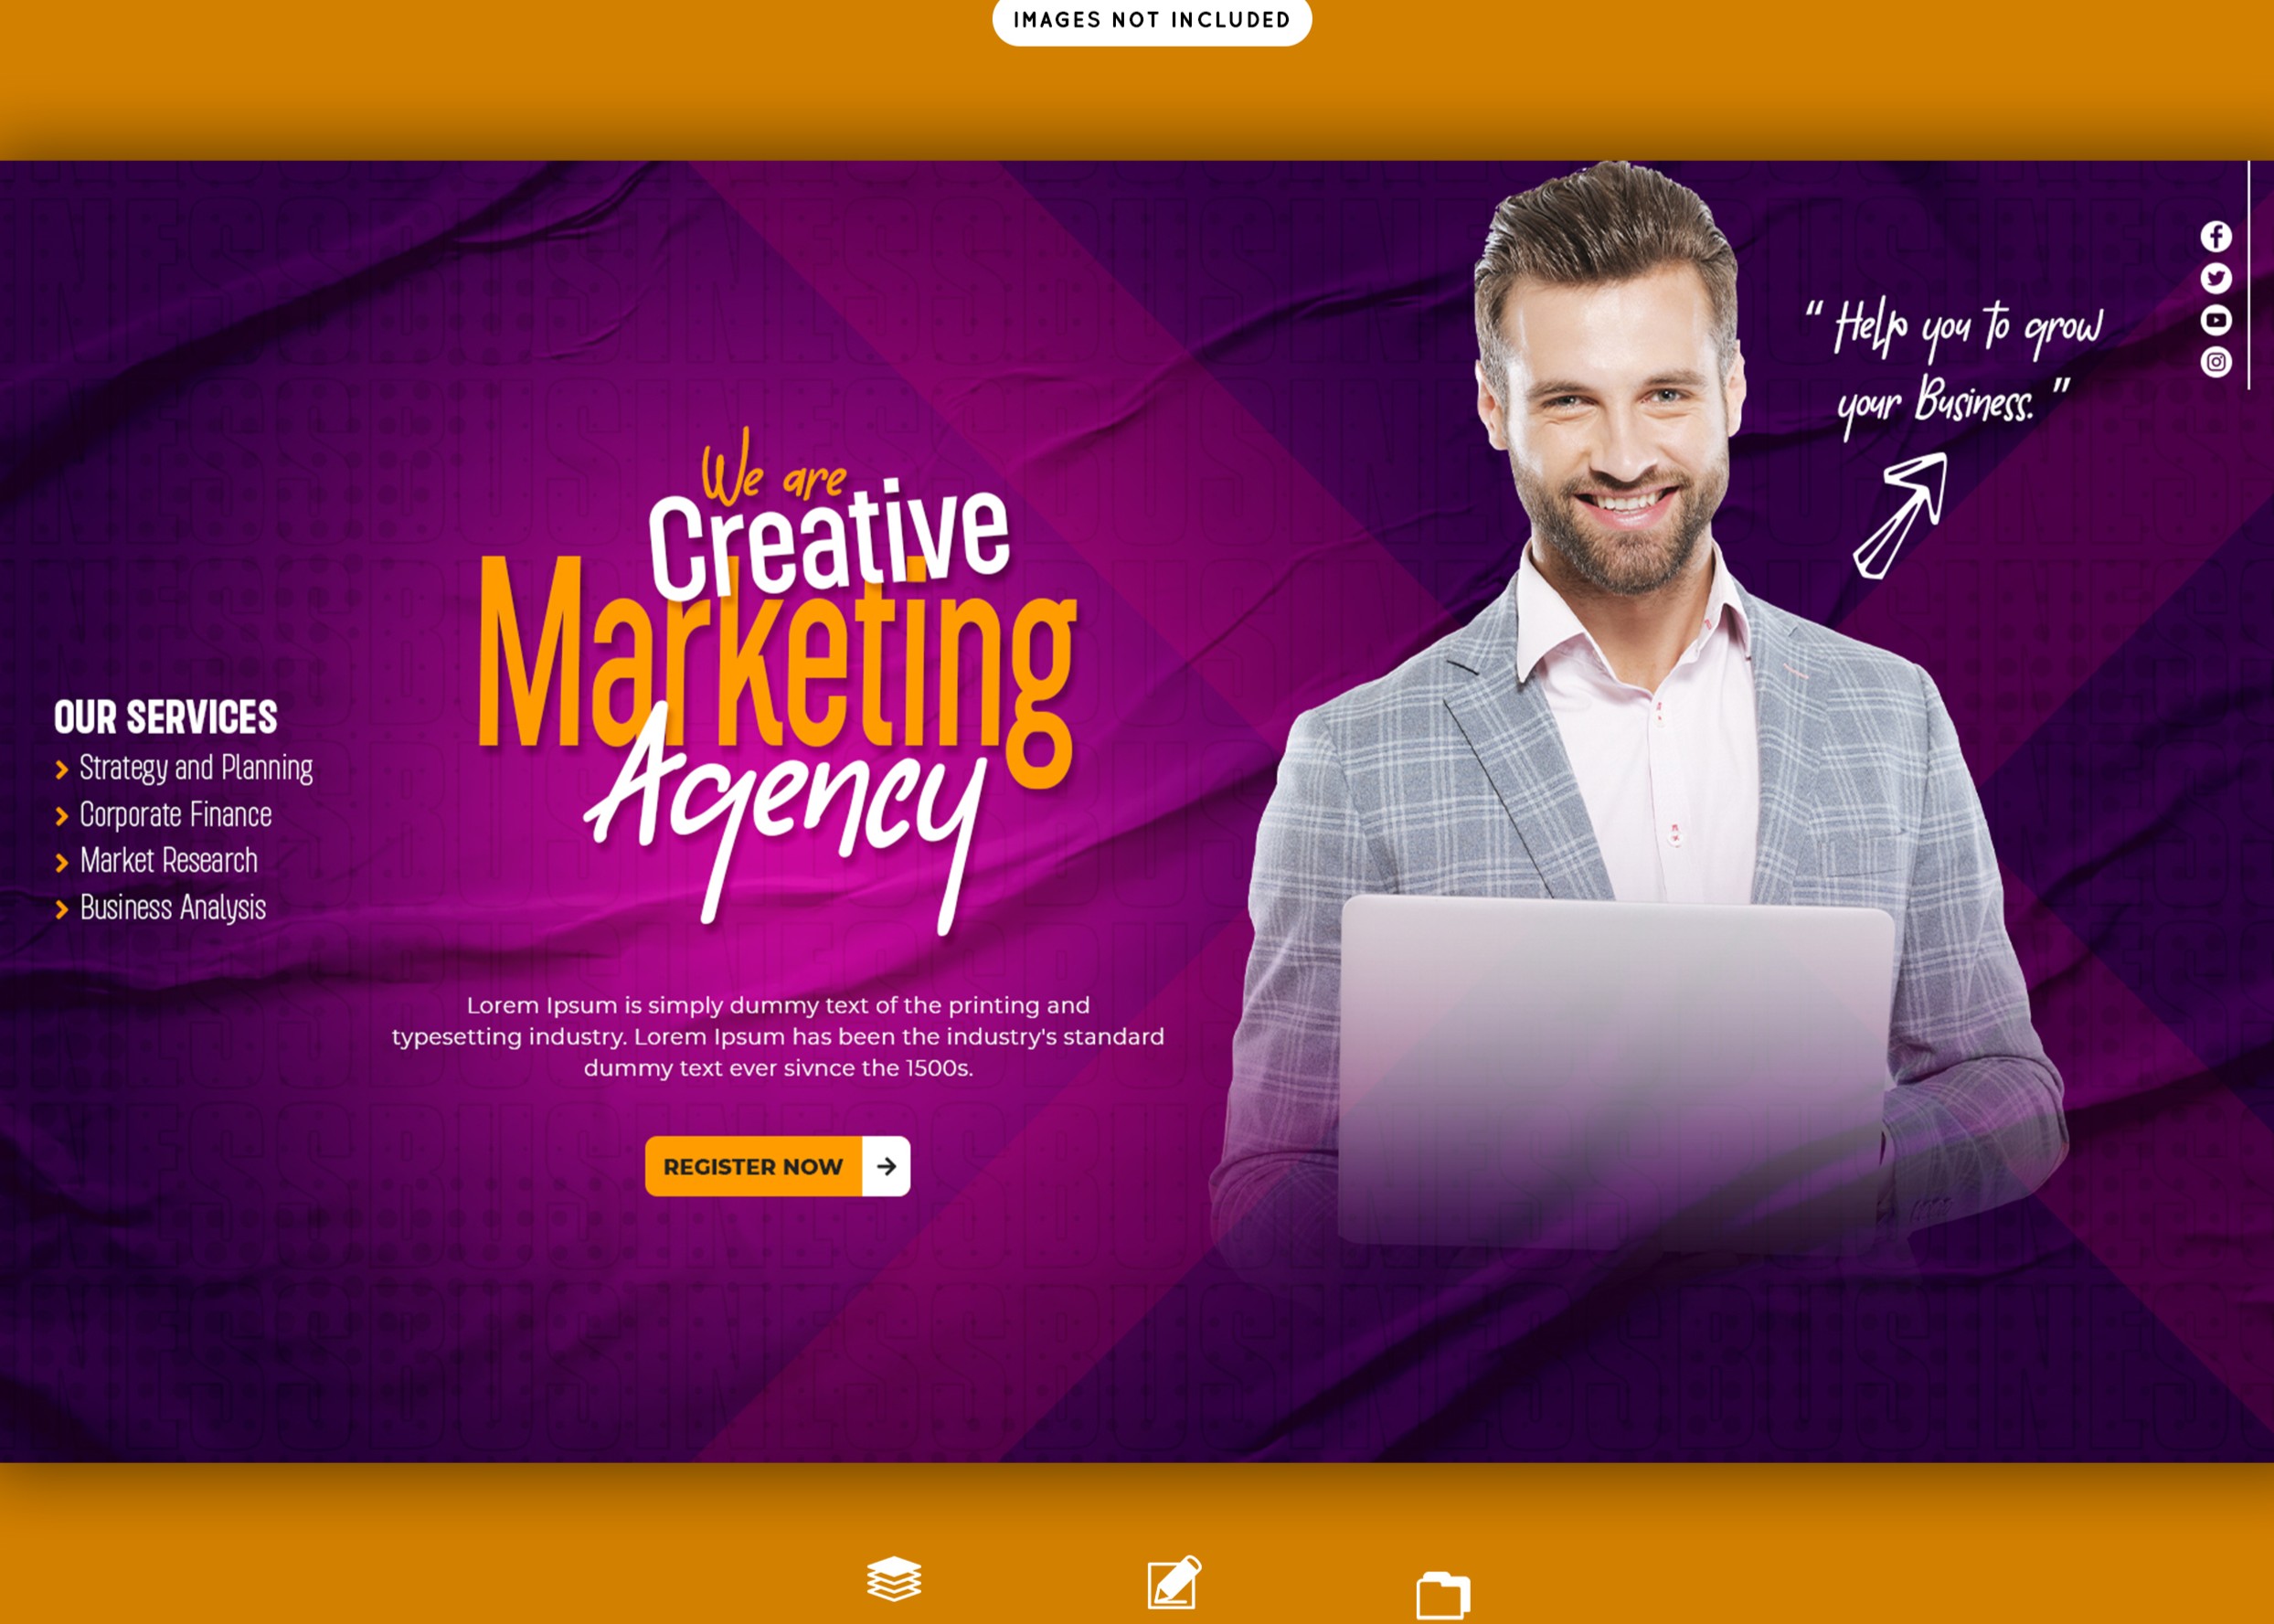 IMAGES NOT INCLUDED
“ Help you to grow
your Business. ”
We are
Creative
Marketing
Agency
OUR SERVICES
Strategy and Planning
Corporate Finance
Market Research
Business Analysis
Lorem Ipsum is simply dummy text of the printing and
typesetting industry. Lorem Ipsum has been the industry's standard
dummy text ever sivnce the 1500s.
REGISTER NOW